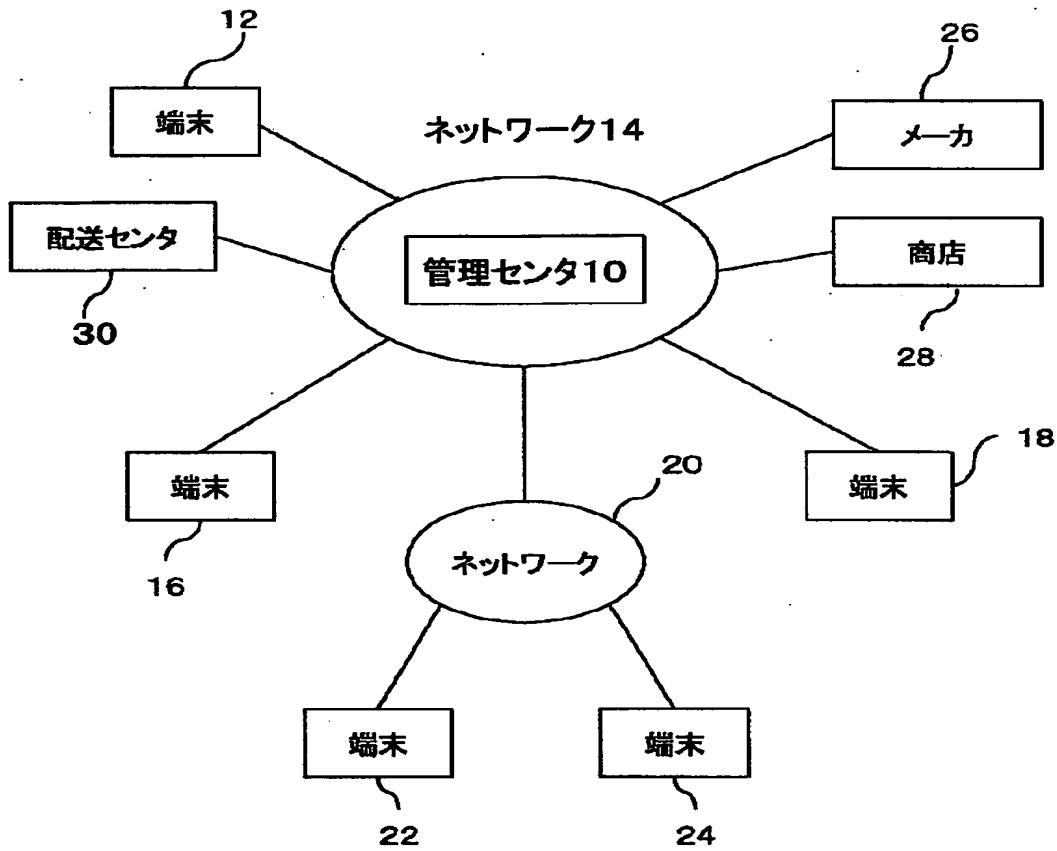 12
端末
26
メーカ
ネットワーク14
配送センタ
30
管理センタ10
商店
28
端末
16
20
ネットワーク
端末
18
端末
22
端末
24